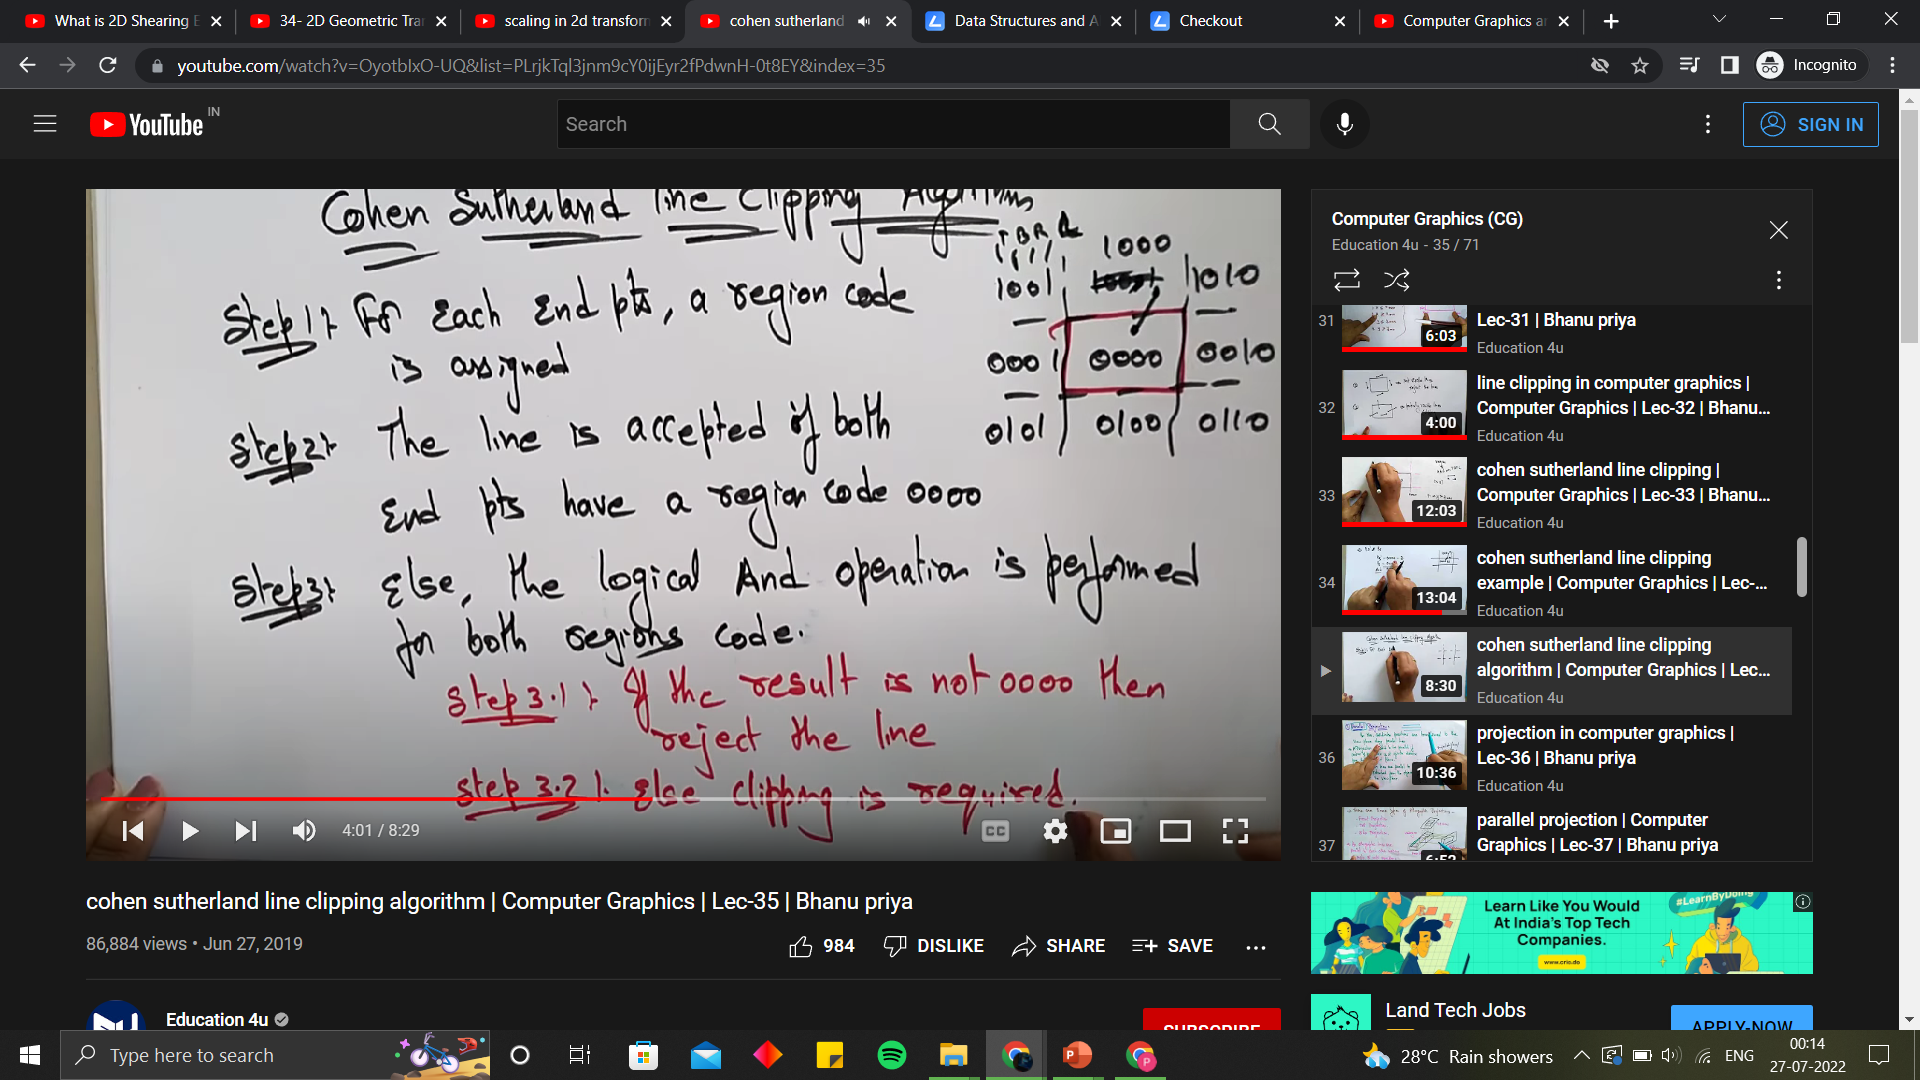 What is 2D Shearing
34- 2D Geometric Tra
scaling in 2d transfor
cohen sutherland
Data Structures and A
Checkout
Computer Graphics a
youtube.com/watch?v=OyotbIxO-UQ&list=PLrjkTql3jnm9cY0ijEyr2fPdwnH-0t8EY&index=35
Incognito
YouTube IN
Search
SIGN IN
Cohen Sutherland line Clipping Algorithm
T B R L
1001 1000 1010
0001 0000 0010
0101 0100 0110
Step1: For Each End pts, a region code
is assigned
Step2: The line is accepted if both
End pts have a region code 0000
Step3: Else, the logical And operation is performed
for both regions code.
Step 3.1: If the result is not 0000 then
reject the line
Step 3.2: Else clipping is required.
4:01 / 8:29
CC
cohen sutherland line clipping algorithm | Computer Graphics | Lec-35 | Bhanu priya
86,884 views • Jun 27, 2019
984
DISLIKE
SHARE
SAVE
Education 4u
SUBSCRIBE
Computer Graphics (CG)
Education 4u - 35 / 71
31
6:03
Lec-31 | Bhanu priya
Education 4u
32
4:00
line clipping in computer graphics |
Computer Graphics | Lec-32 | Bhanu...
Education 4u
33
12:03
cohen sutherland line clipping |
Computer Graphics | Lec-33 | Bhanu...
Education 4u
34
13:04
cohen sutherland line clipping
example | Computer Graphics | Lec-...
Education 4u
8:30
cohen sutherland line clipping
algorithm | Computer Graphics | Lec...
Education 4u
36
10:36
projection in computer graphics |
Lec-36 | Bhanu priya
Education 4u
37
6:52
parallel projection | Computer
Graphics | Lec-37 | Bhanu priya
#LearnByDoing
Learn Like You Would
At India's Top Tech
Companies.
www.crio.do
Land Tech Jobs
APPLY-NOW
Type here to search
28°C Rain showers
ENG
00:14
27-07-2022